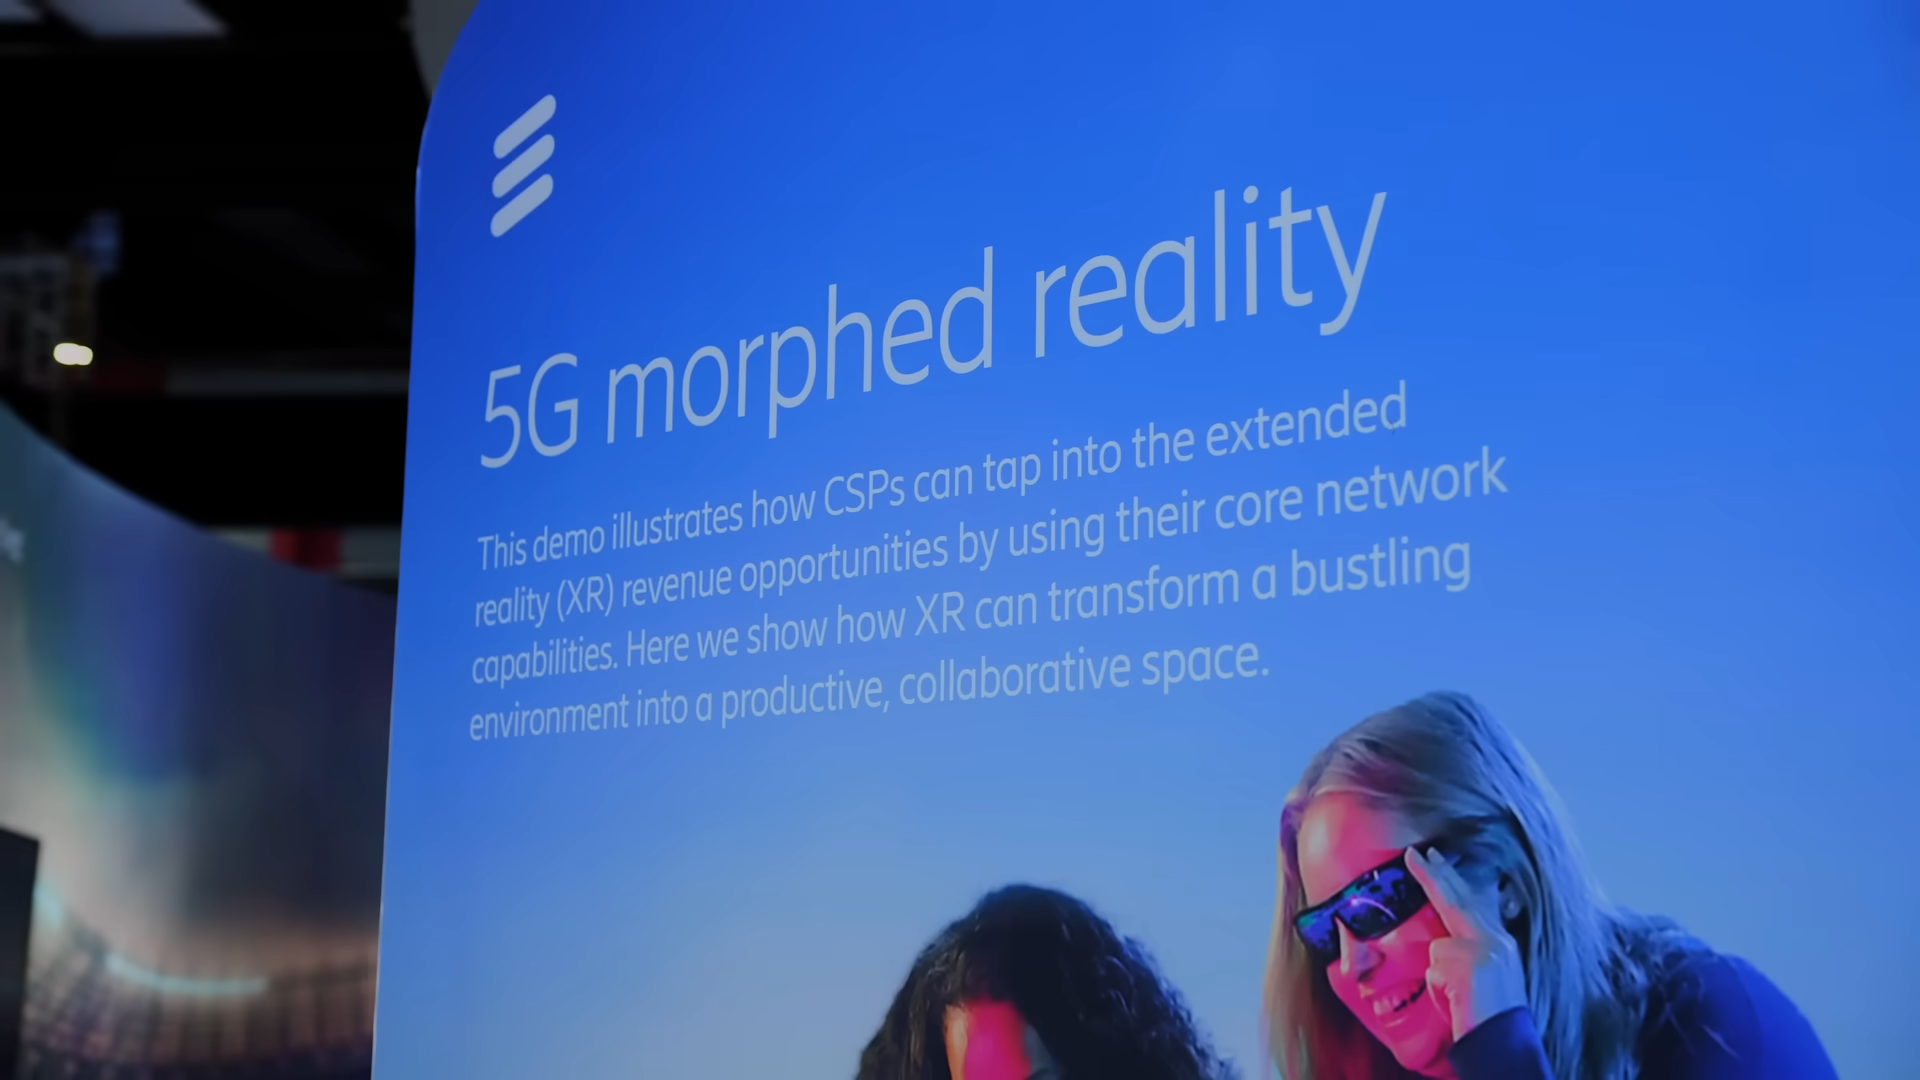 5G morphed reality
This demo illustrates how CSPs can tap into the extended
reality (XR) revenue opportunities by using their core network
capabilities. Here we show how XR can transform a bustling
environment into a productive, collaborative space.